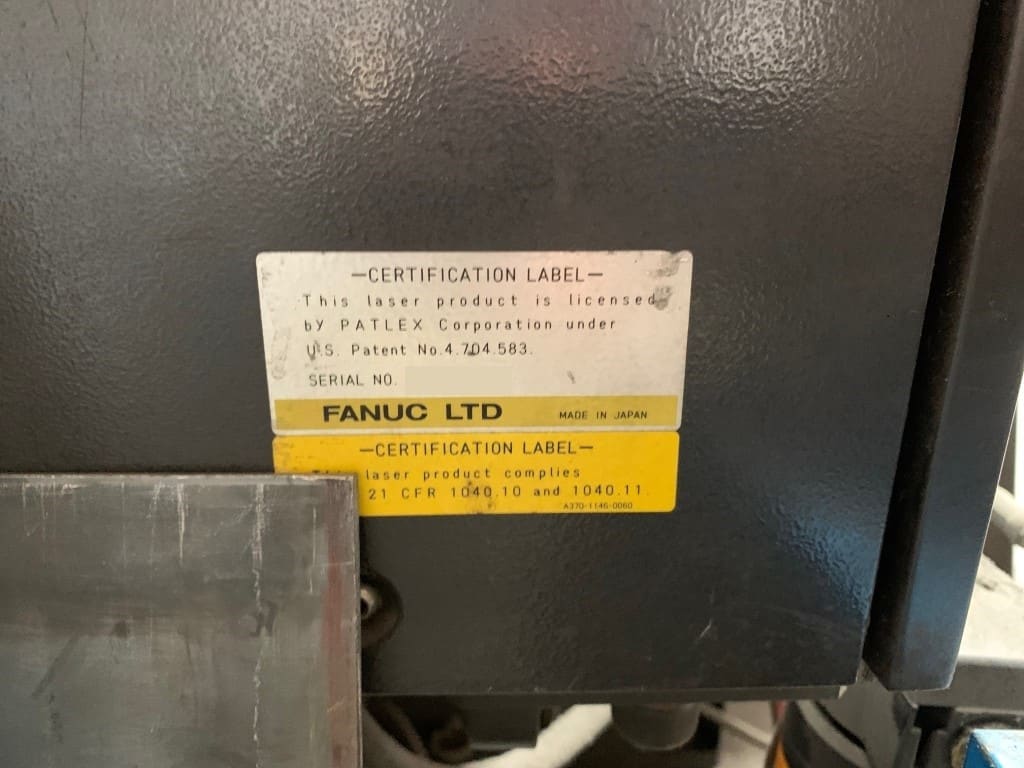 —CERTIFICATION LABEL—
This laser product is licensed
by PATLEX Corporation under
U.S. Patent No.4.704.583.
SERIAL NO.
FANUC LTD MADE IN JAPAN
—CERTIFICATION LABEL—
laser product complies
21 CFR 1040.10 and 1040.11.
A370-1146-0060